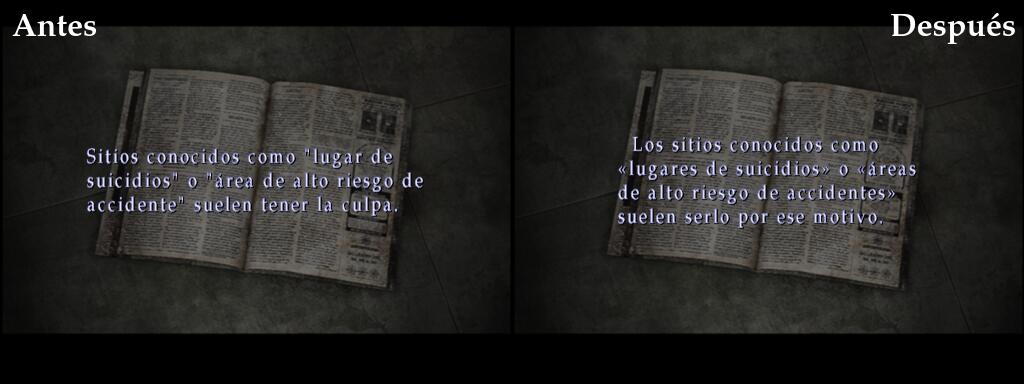 Antes
Sitios conocidos como "lugar de
suicidios" o "área de alto riesgo de
accidente" suelen tener la culpa.
Después
Los sitios conocidos como
«lugares de suicidios» o «áreas
de alto riesgo de accidentes»
suelen serlo por ese motivo.